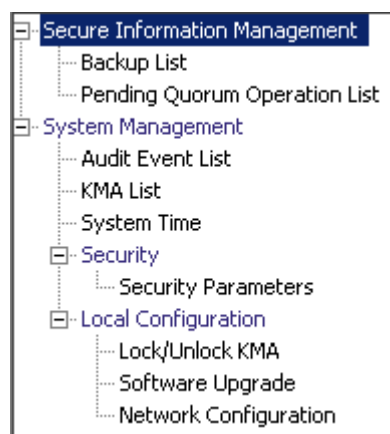 Secure Information Management
Backup List
Pending Quorum Operation List
System Management
Audit Event List
KMA List
System Time
Security
Security Parameters
Local Configuration
Lock/Unlock KMA
Software Upgrade
Network Configuration